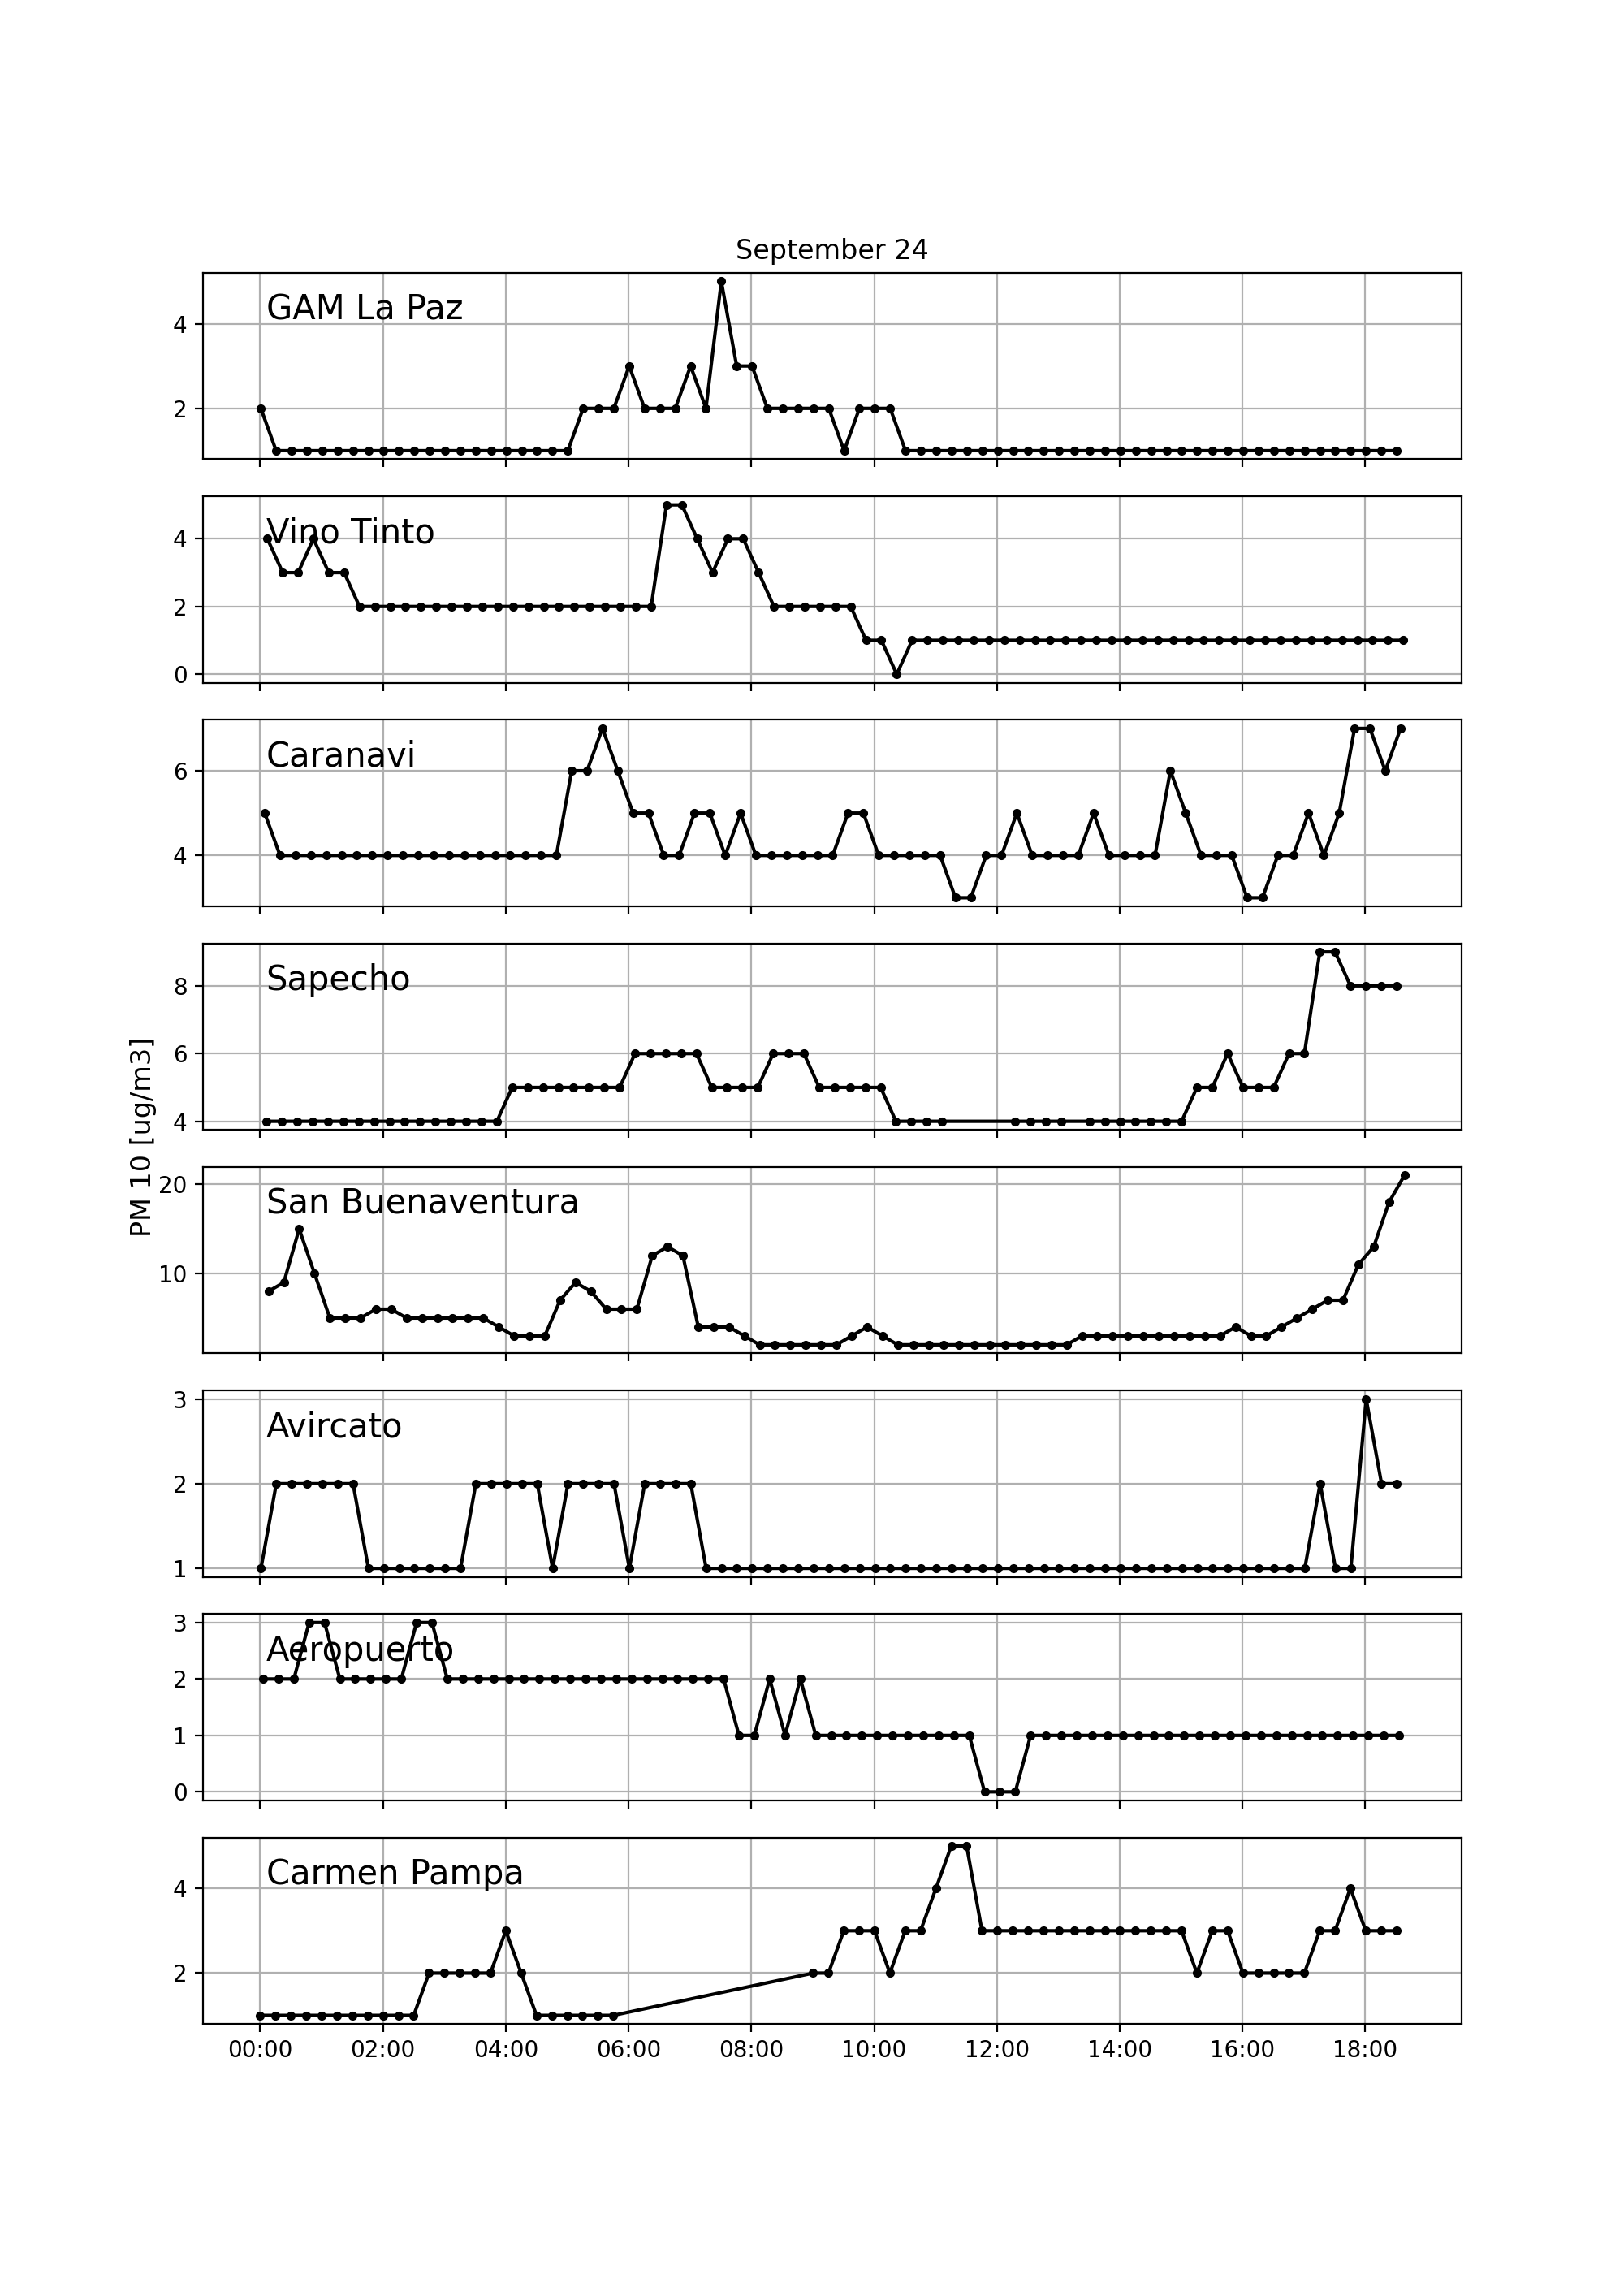 September 24
GAM La Paz
4
2
Vino Tinto
4
2
0
Caranavi
6
4
Sapecho
8
6
4
PM 10 [ug/m3]
San Buenaventura
20
10
Avircato
3
2
1
Aeropuerto
3
2
1
0
Carmen Pampa
4
2
00:00 02:00 04:00 06:00 08:00 10:00 12:00 14:00 16:00 18:00